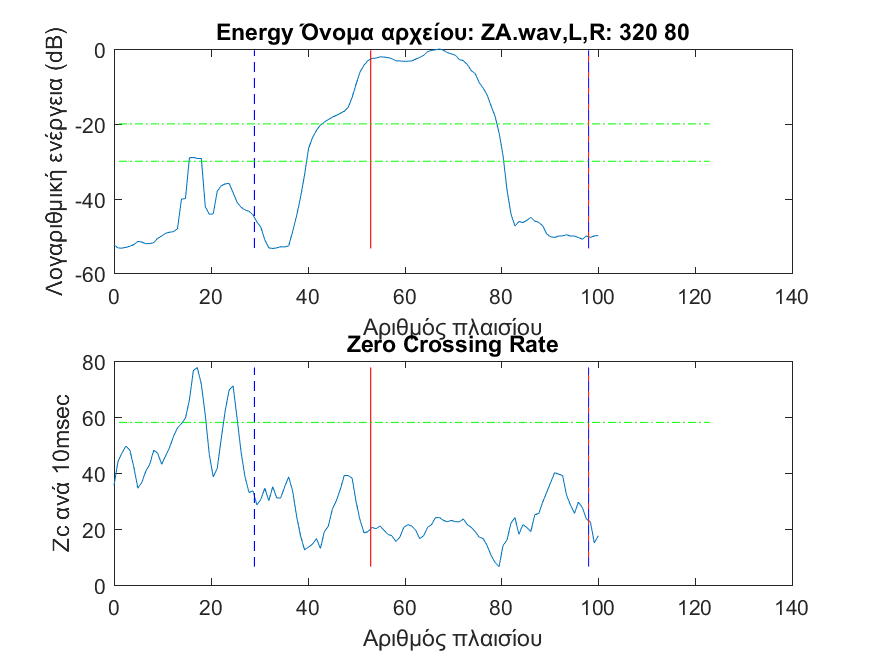 Energy Όνομα αρχείου: ZA.wav,L,R: 320 80
Λογαριθμική ενέργεια (dB)
0
-20
-40
-60
0 20 40 60 80 100 120 140
Αριθμός πλαισίου
Zero Crossing Rate
Zc ανά 10msec
80
60
40
20
0
0 20 40 60 80 100 120 140
Αριθμός πλαισίου